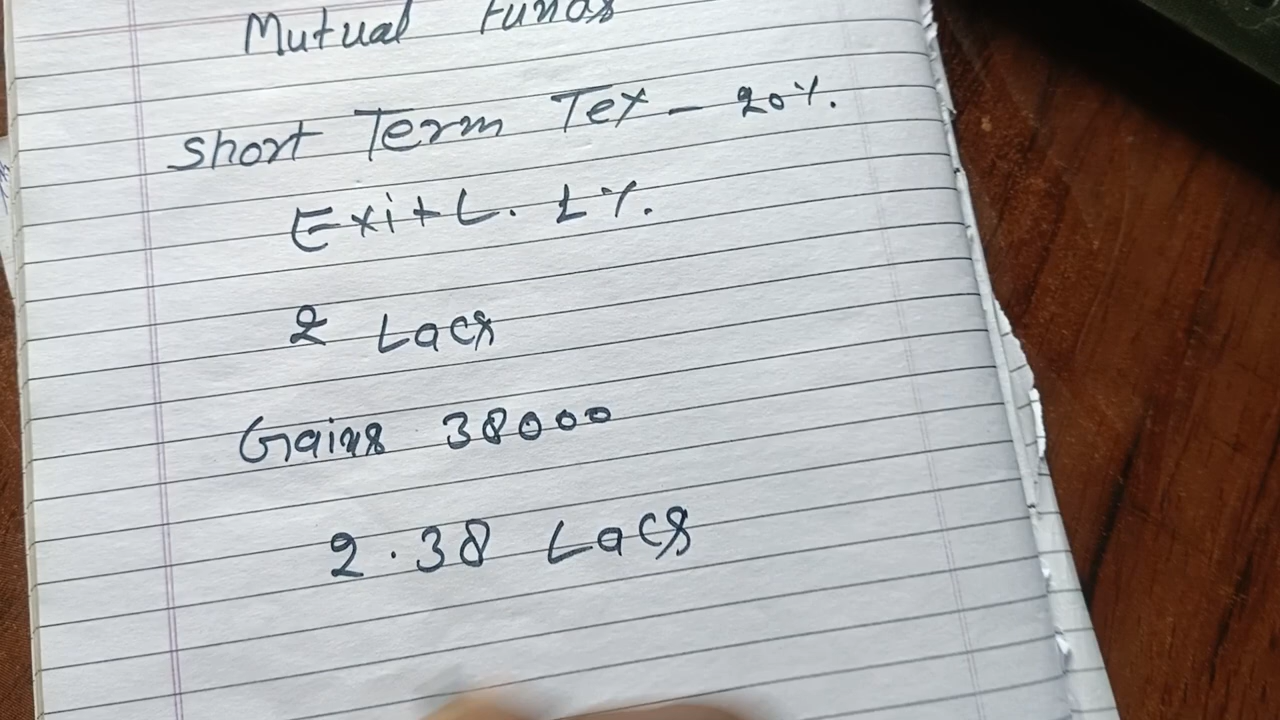 Mutual Funds
Short Term Tex - 20%.
Exit L. 1%.
2 Lacs
Gains 38000
2.38 Lacs